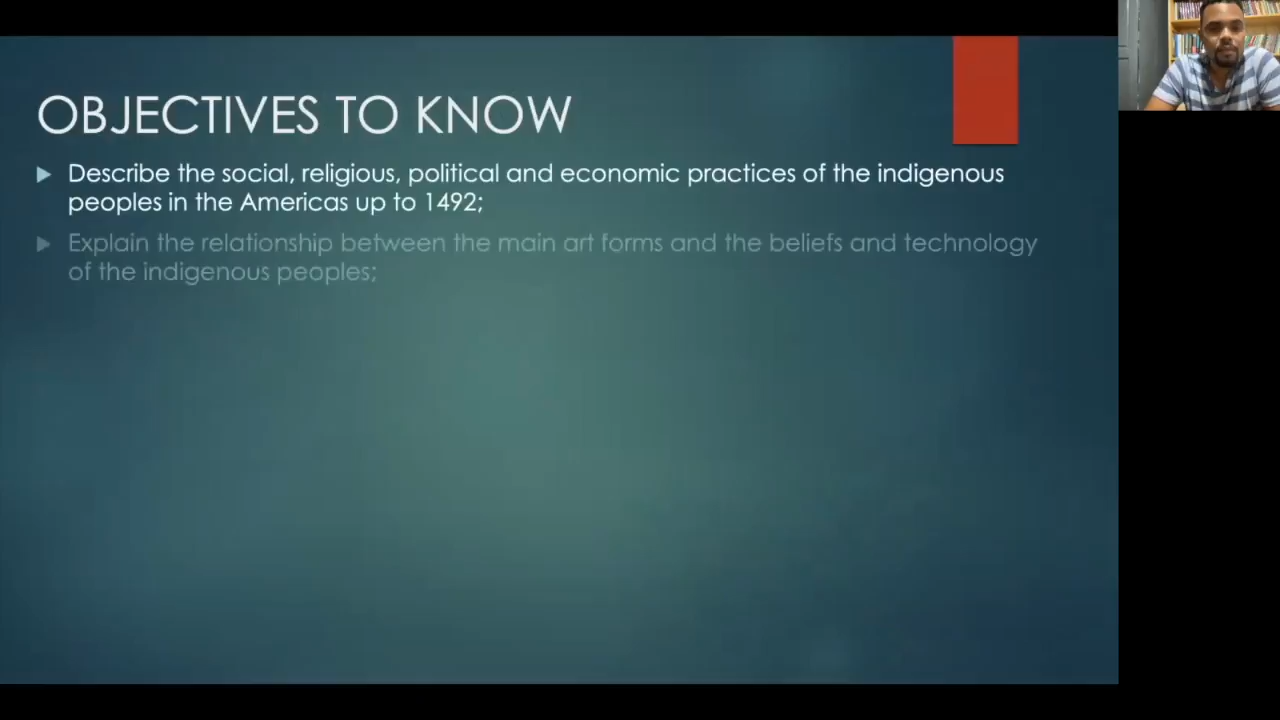 OBJECTIVES TO KNOW
Describe the social, religious, political and economic practices of the indigenous
peoples in the Americas up to 1492;
Explain the relationship between the main art forms and the beliefs and technology
of the indigenous peoples;